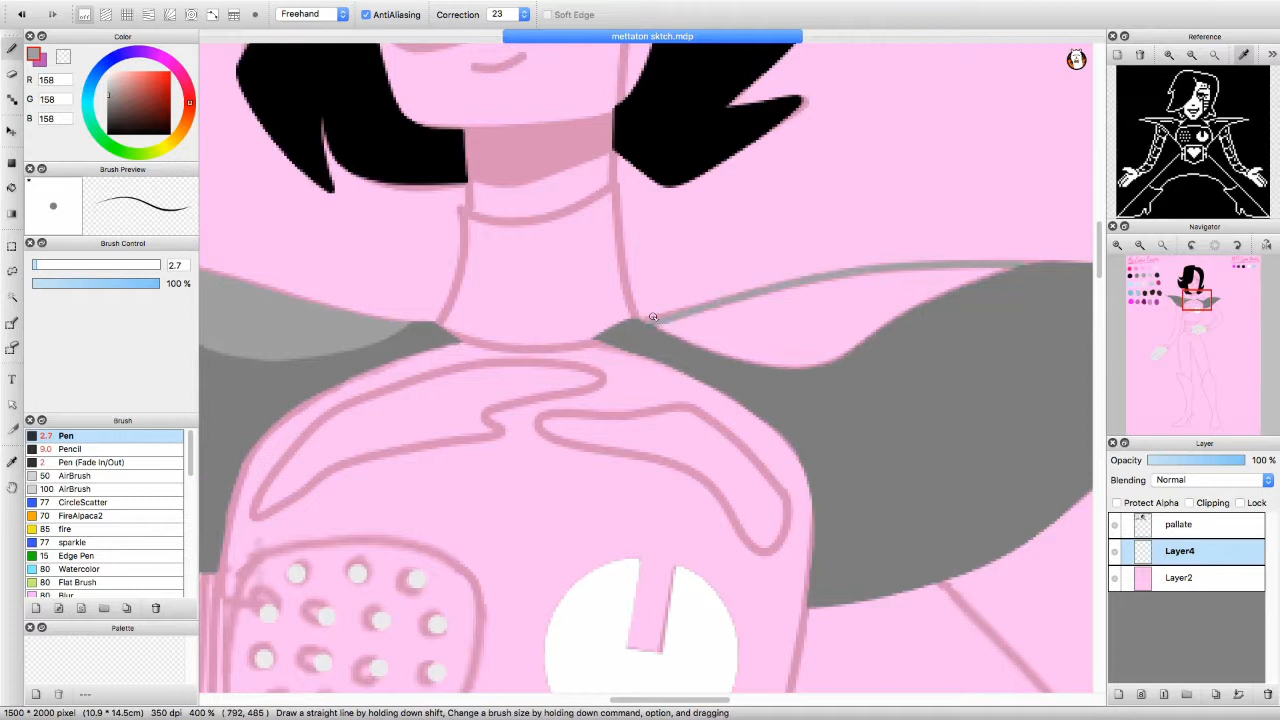 off
Freehand
AntiAliasing
Correction
23
Soft Edge
mettaton sktch.mdp
Color
R 158
G 158
B 158
Brush Preview
Brush Control
2.7
100 %
Brush
2.7 Pen
9.0 Pencil
2 Pen (Fade In/Out)
50 AirBrush
100 AirBrush
77 CircleScatter
70 FireAlpaca2
85 fire
77 sparkle
15 Edge Pen
80 Watercolor
80 Flat Brush
80 Blur
Palette
---
Reference
Navigator
Layer
Opacity 100 %
Blending Normal
Protect Alpha Clipping Lock
pallate
Layer4
Layer2
1500 * 2000 pixel (10.9 * 14.5cm) 350 dpi 400 % ( 792, 485 ) Draw a straight line by holding down shift, Change a brush size by holding down command, option, and dragging